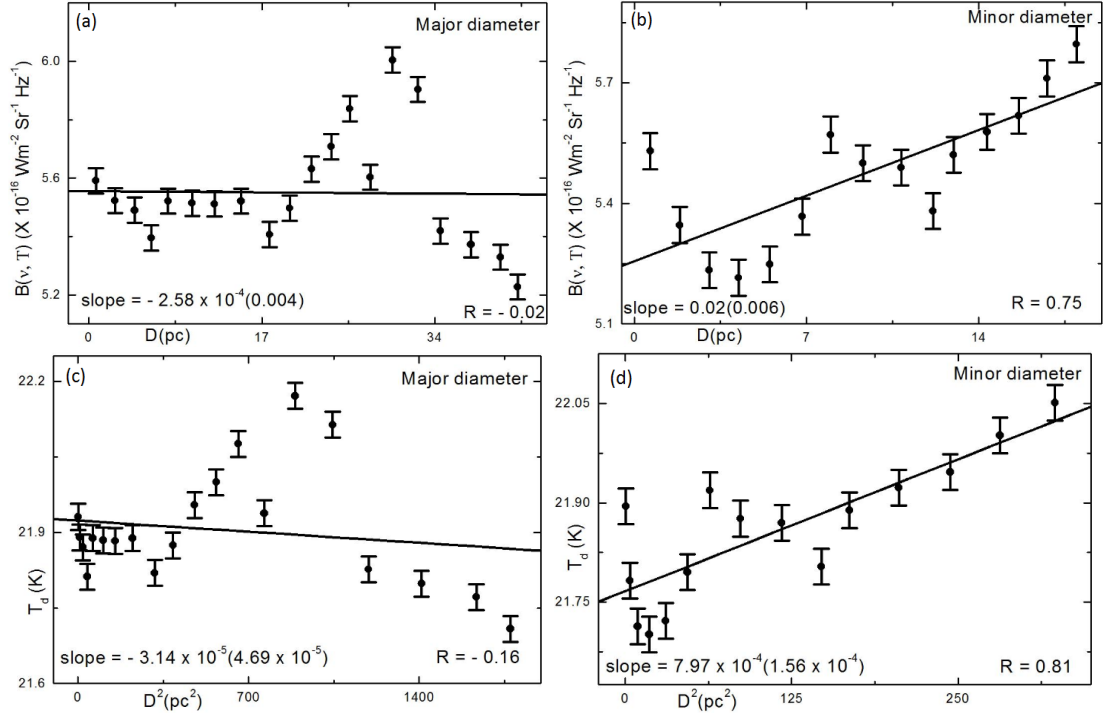 (a)
Major diameter
6.0
5.6
5.2
B(ν, T) (X 10⁻¹⁶ Wm⁻² Sr⁻¹ Hz⁻¹)
slope = - 2.58 x 10⁻⁴(0.004)
R = - 0.02
0
17
34
D(pc)
(b)
Minor diameter
5.7
5.4
5.1
B(ν, T) (X 10⁻¹⁶ Wm⁻² Sr⁻¹ Hz⁻¹)
slope = 0.02(0.006)
R = 0.75
0
7
14
D(pc)
(c)
Major diameter
22.2
21.9
21.6
T_d (K)
slope = - 3.14 x 10⁻⁵(4.69 x 10⁻⁵)
R = - 0.16
0
700
1400
D²(pc²)
(d)
Minor diameter
22.05
21.90
21.75
T_d (K)
slope = 7.97 x 10⁻⁴(1.56 x 10⁻⁴)
R = 0.81
0
125
250
D²(pc²)